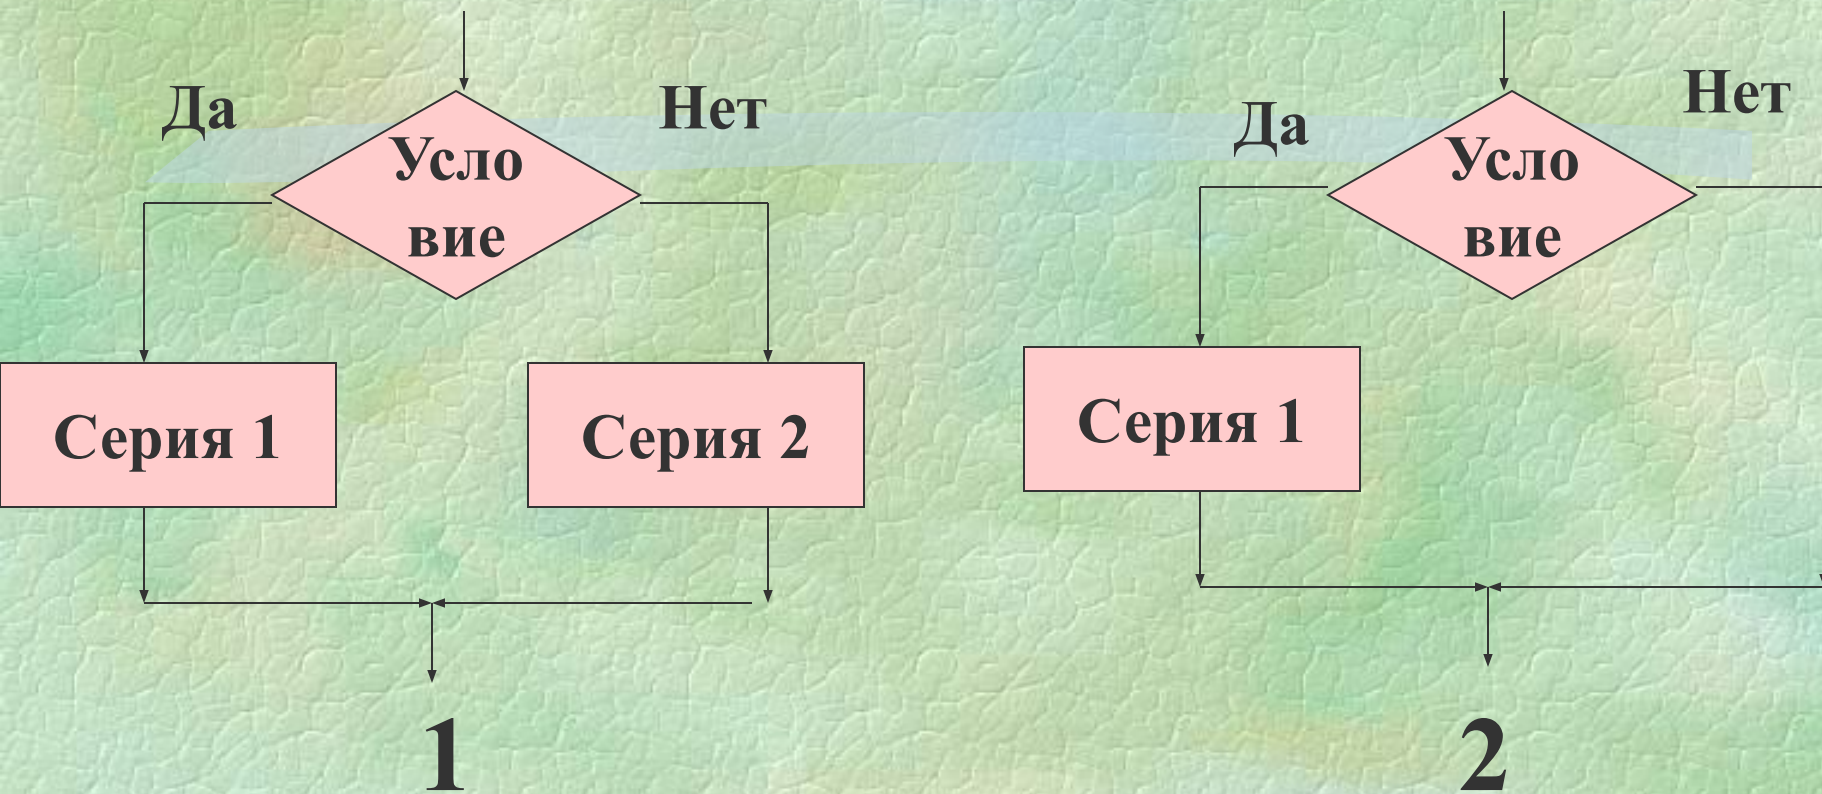 Да
Нет
Усло
вие
Серия 1
Серия 2
1
Да
Нет
Усло
вие
Серия 1
2